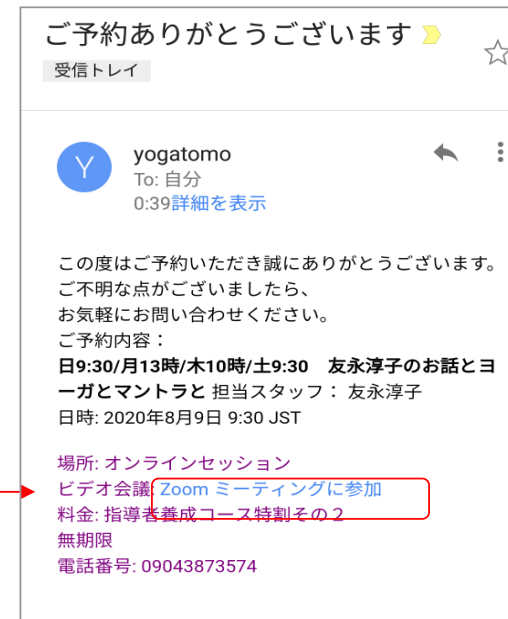 ご予約ありがとうございます
受信トレイ
Y
yogatomo
To: 自分
0:39詳細を表示
この度はご予約いただき誠にありがとうございます。
ご不明な点がございましたら、
お気軽にお問い合わせください。
ご予約内容：
日9:30/月13時/木10時/土9:30　友永淳子のお話とヨ
ーガとマントラと 担当スタッフ： 友永淳子
日時: 2020年8月9日 9:30 JST
場所: オンラインセッション
ビデオ会議: Zoom ミーティングに参加
料金: 指導者養成コース特割その２
無期限
電話番号: 09043873574